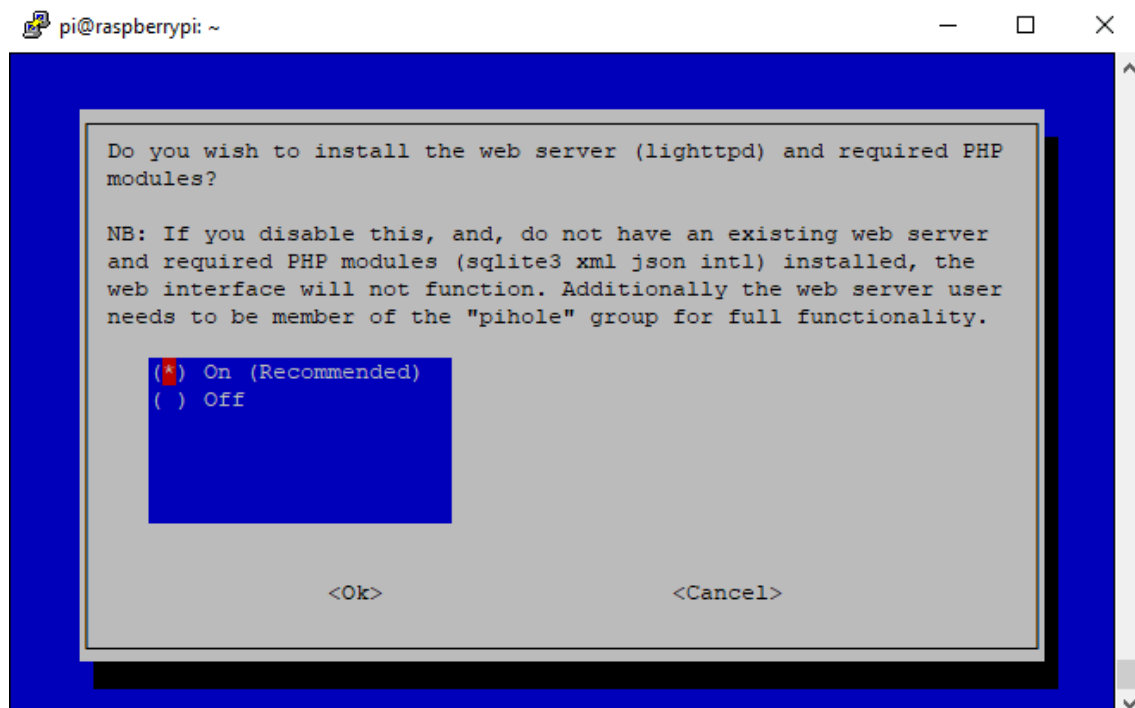 pi@raspberrypi: ~
Do you wish to install the web server (lighttpd) and required PHP
modules?
NB: If you disable this, and, do not have an existing web server
and required PHP modules (sqlite3 xml json intl) installed, the
web interface will not function. Additionally the web server user
needs to be member of the "pihole" group for full functionality.
(*) On (Recommended)
( ) Off
<Ok> <Cancel>